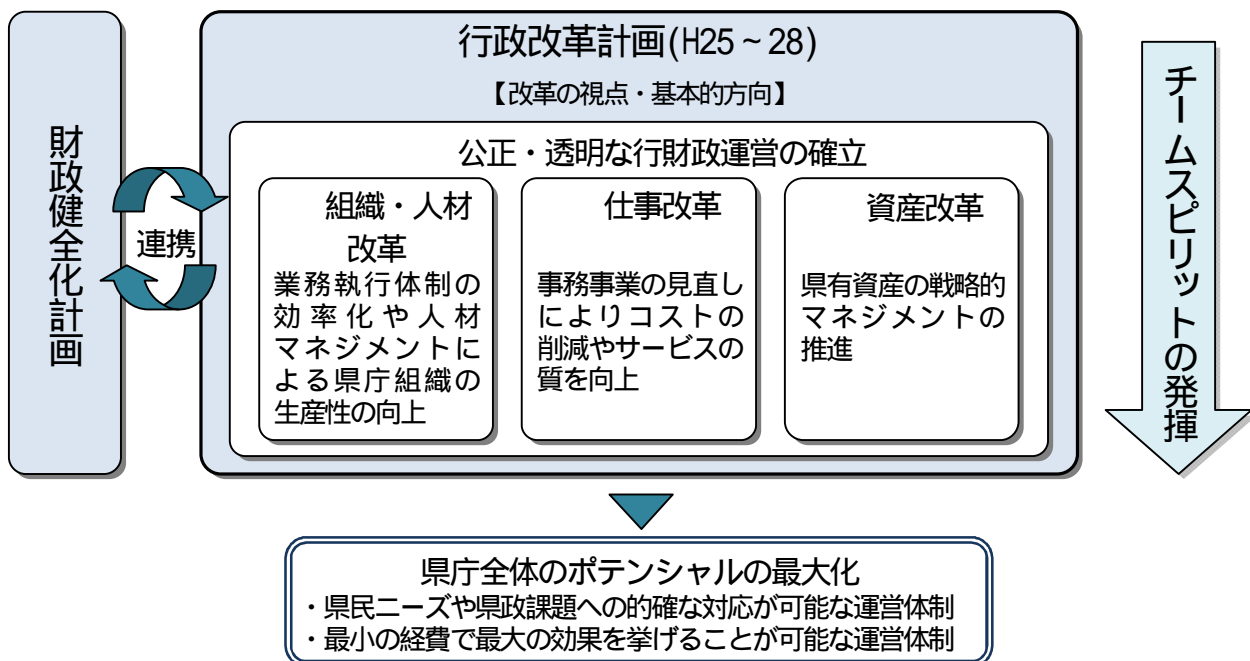 財政健全化計画
連携
行政改革計画(H25~28)
【改革の視点・基本的方向】
公正・透明な行財政運営の確立
組織・人材
改革
業務執行体制の
効率化や人材
マネジメントに
よる県庁組織の
生産性の向上
仕事改革
事務事業の見直し
によりコストの
削減やサービスの
質を向上
資産改革
県有資産の戦略的
マネジメントの
推進
チームスピリットの発揮
県庁全体のポテンシャルの最大化
・県民ニーズや県政課題への的確な対応が可能な運営体制
・最小の経費で最大の効果を挙げることが可能な運営体制